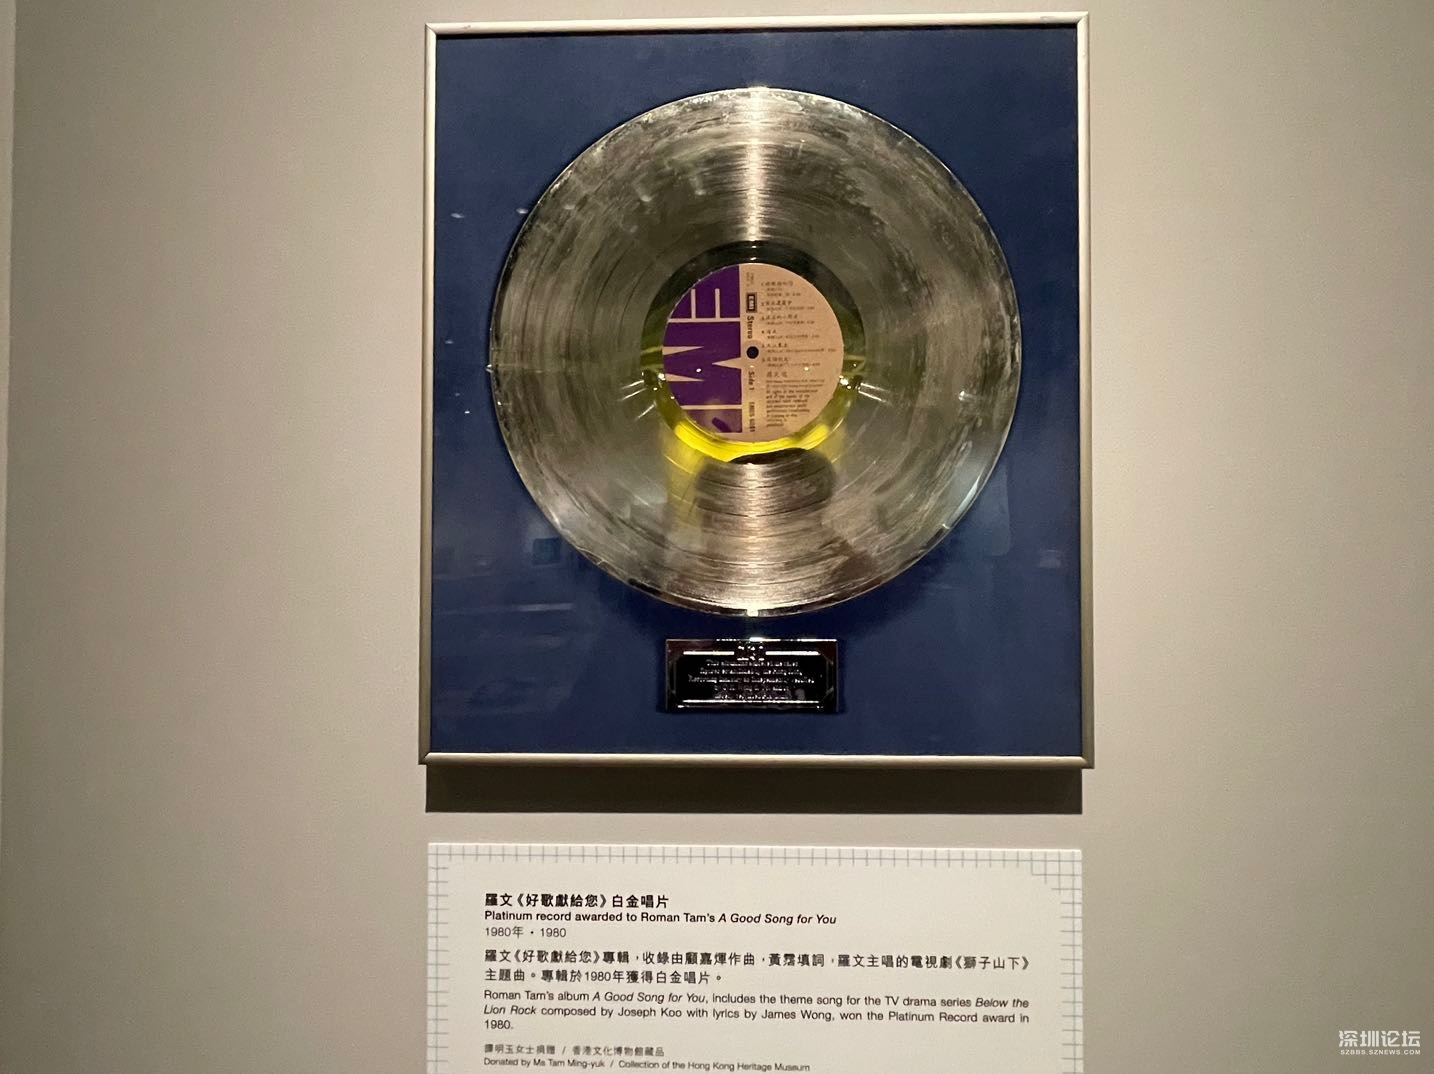 EMI
Stereo
Side 1
羅文《好歌獻給您》白金唱片
Platinum record awarded to Roman Tam's A Good Song for You
1980年・1980
羅文《好歌獻給您》專輯，收錄由顧嘉煇作曲，黃霑填詞，羅文主唱的電視劇《獅子山下》
主題曲。專輯於1980年獲得白金唱片。
Roman Tam's album A Good Song for You, includes the theme song for the TV drama series Below the
Lion Rock composed by Joseph Koo with lyrics by James Wong, won the Platinum Record award in
1980.
譚明玉女士捐贈 / 香港文化博物館藏品
Donated by Ms Tam Ming-yuk / Collection of the Hong Kong Heritage Museum
深圳论坛
SZBBS.SZNEWS.COM